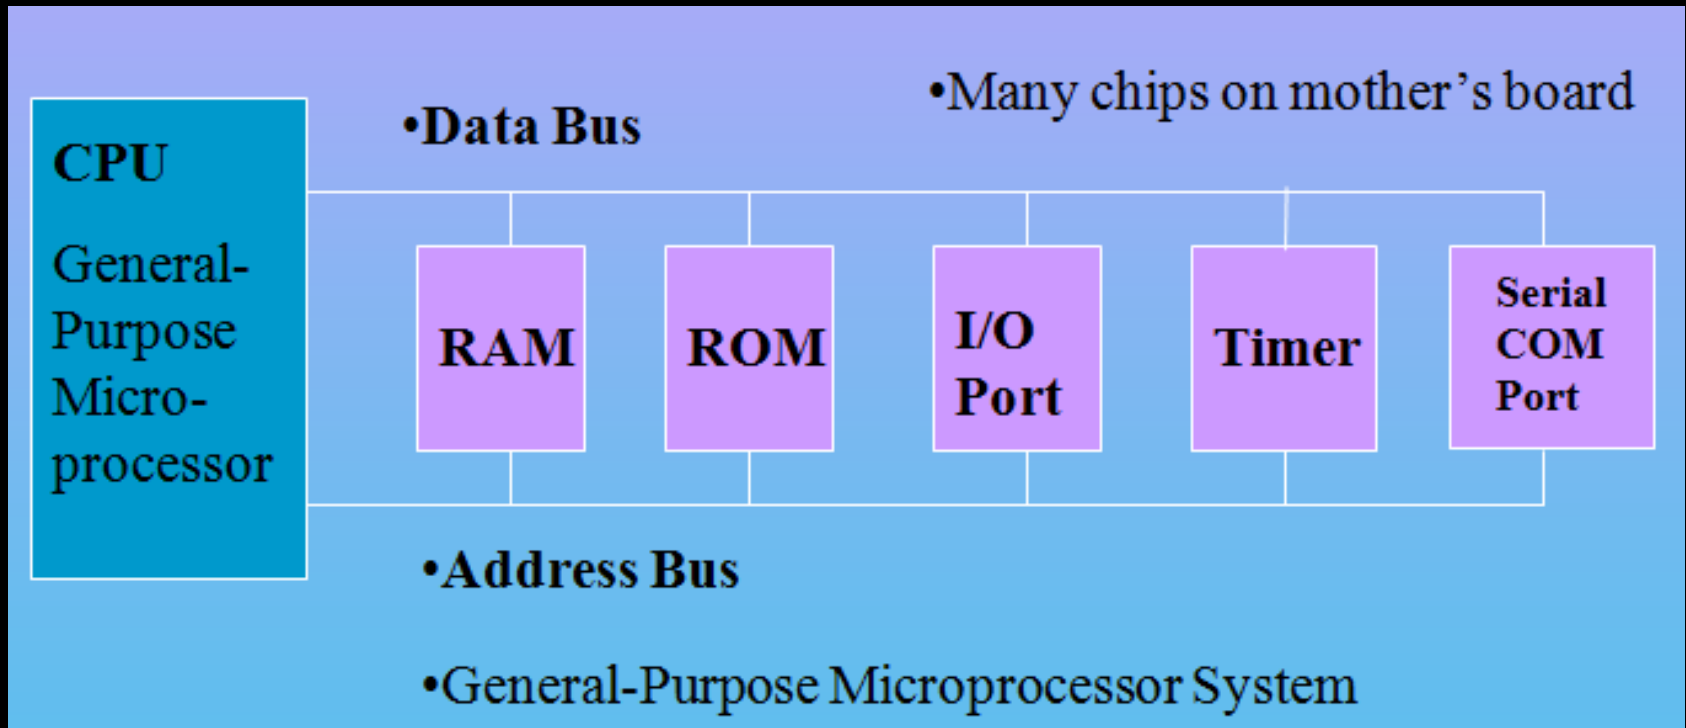 •Many chips on mother’s board
•Data Bus
CPU
General-
Purpose
Micro-
processor
RAM
ROM
I/O
Port
Timer
Serial
COM
Port
•Address Bus
•General-Purpose Microprocessor System